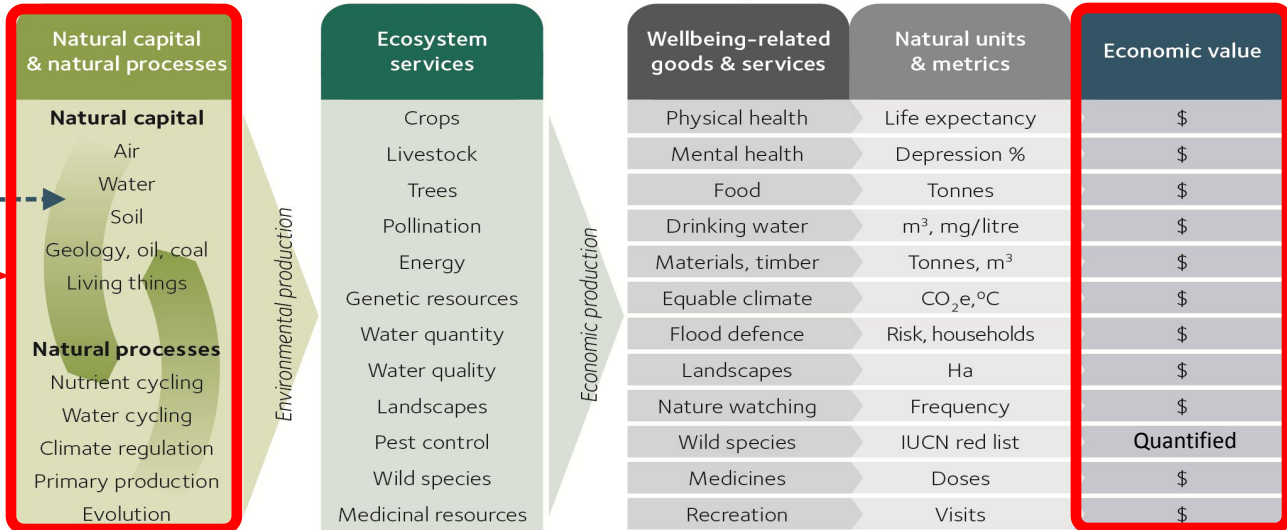 Natural capital
& natural processes
Natural capital
Air
Water
Soil
Geology, oil, coal
Living things
Natural processes
Nutrient cycling
Water cycling
Climate regulation
Primary production
Evolution
Environmental production
Ecosystem
services
Crops
Livestock
Trees
Pollination
Energy
Genetic resources
Water quantity
Water quality
Landscapes
Pest control
Wild species
Medicinal resources
Economic production
Wellbeing-related
goods & services
Natural units
& metrics
Economic value
Physical health Life expectancy $
Mental health Depression % $
Food Tonnes $
Drinking water m³, mg/litre $
Materials, timber Tonnes, m³ $
Equable climate CO₂e,ºC $
Flood defence Risk, households $
Landscapes Ha $
Nature watching Frequency $
Wild species IUCN red list Quantified
Medicines Doses $
Recreation Visits $